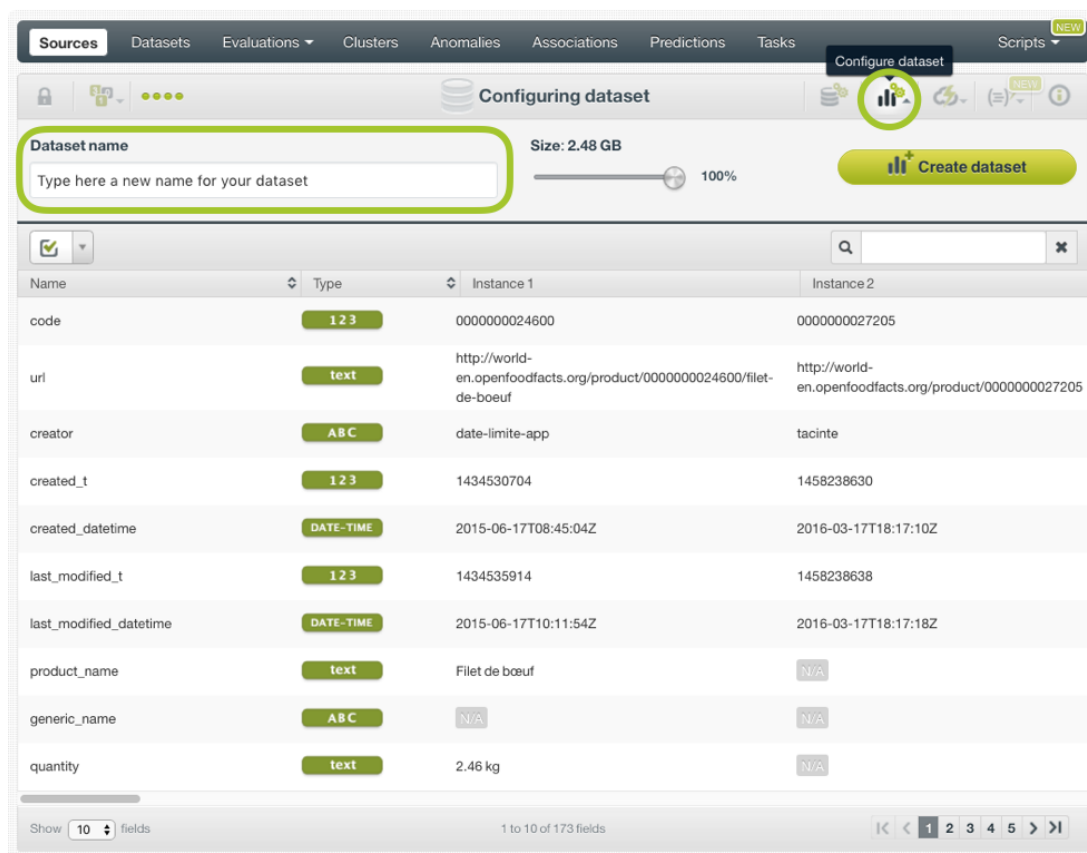 NEW
Sources Datasets Evaluations Clusters Anomalies Associations Predictions Tasks Scripts
Configure dataset
Configuring dataset
NEW
Dataset name
Size: 2.48 GB
Type here a new name for your dataset
100%
Create dataset
Name Type Instance 1 Instance 2
code 123 0000000024600 0000000027205
url text http://world-
en.openfoodfacts.org/product/0000000024600/filet-
de-boeuf
http://world-
en.openfoodfacts.org/product/0000000027205
creator ABC date-limite-app tacinte
created_t 123 1434530704 1458238630
created_datetime DATE-TIME 2015-06-17T08:45:04Z 2016-03-17T18:17:10Z
last_modified_t 123 1434535914 1458238638
last_modified_datetime DATE-TIME 2015-06-17T10:11:54Z 2016-03-17T18:17:18Z
product_name text Filet de bœuf N/A
generic_name ABC N/A N/A
quantity text 2.46 kg N/A
Show 10 fields 1 to 10 of 173 fields 1 2 3 4 5